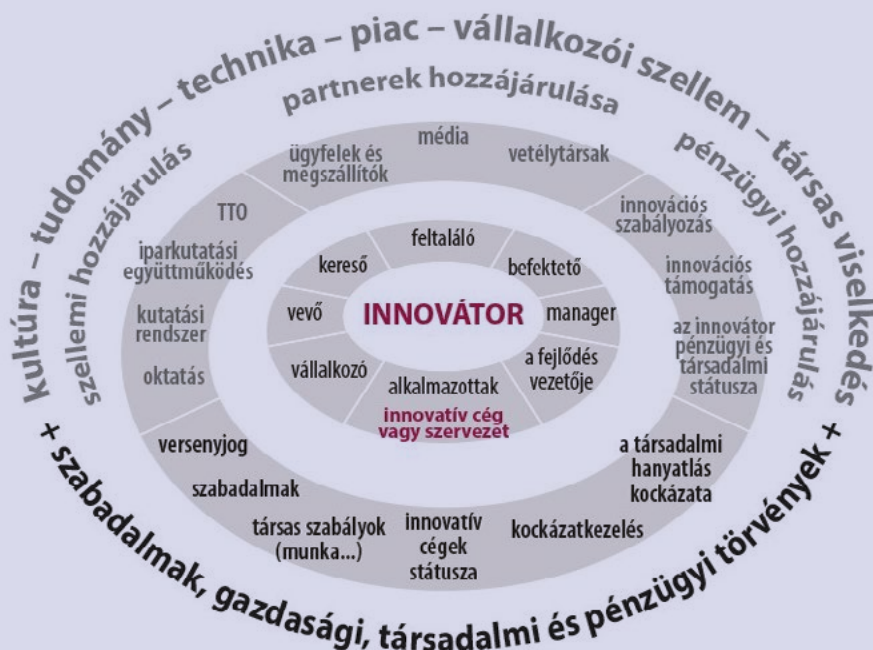 kultúra – tudomány – technika – piac – vállalkozói szellem – társas viselkedés
partnerek hozzájárulása
szellemi hozzájárulás
pénzügyi hozzájárulás
média
ügyfelek és
megszállítók
vetélytársak
TTO
iparkutatási
együttműködés
kutatási
rendszer
oktatás
innovációs
szabályozás
innovációs
támogatás
az innovátor
pénzügyi és
társadalmi
státusza
feltaláló
kereső
befektető
vevő
INNOVÁTOR
manager
vállalkozó
alkalmazottak
a fejlődés
vezetője
innovatív cég
vagy szervezet
versenyjog
szabadalmak
társas szabályok
(munka...)
innovatív
cégek
státusza
kockázatkezelés
a társadalmi
hanyatlás
kockázata
+ szabadalmak, gazdasági, társadalmi és pénzügyi törvények +